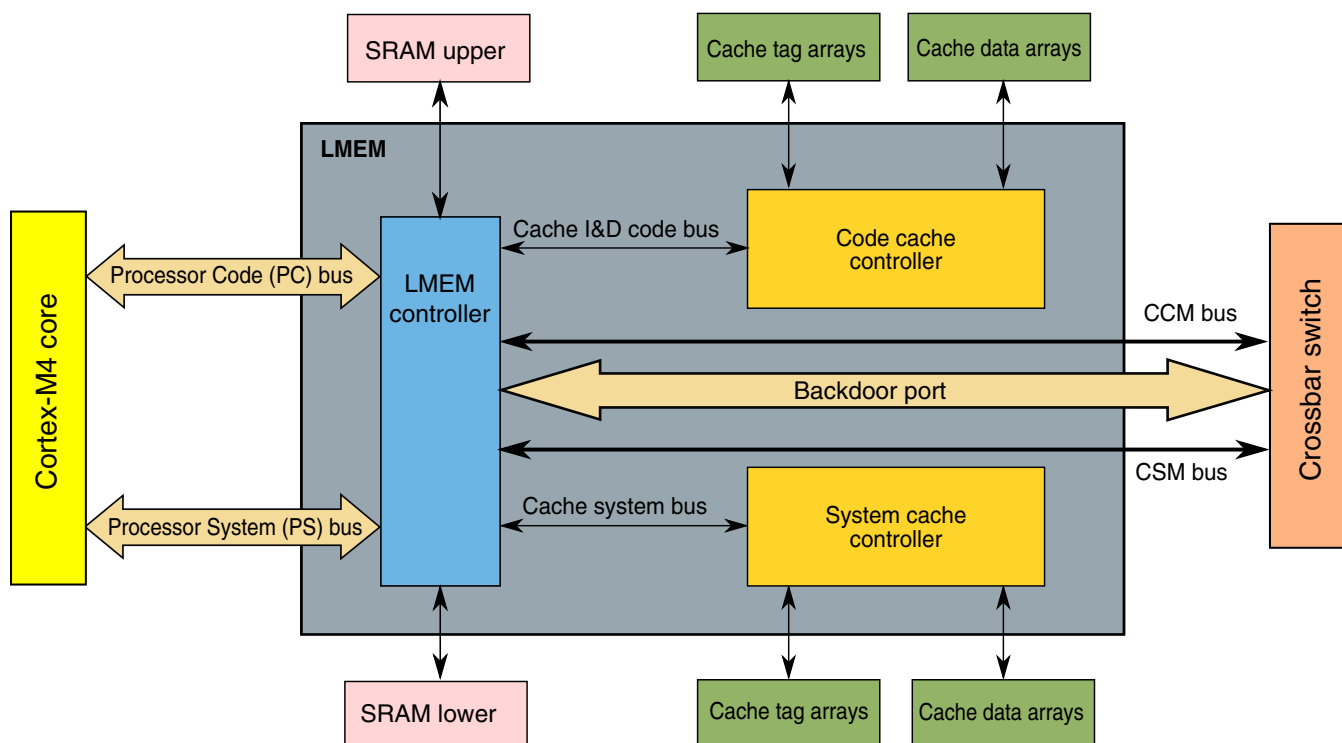 SRAM upper
Cache tag arrays
Cache data arrays
LMEM
Cortex-M4 core
Processor Code (PC) bus
LMEM
controller
Cache I&D code bus
Code cache
controller
CCM bus
Backdoor port
Crossbar switch
CSM bus
Processor System (PS) bus
Cache system bus
System cache
controller
SRAM lower
Cache tag arrays
Cache data arrays